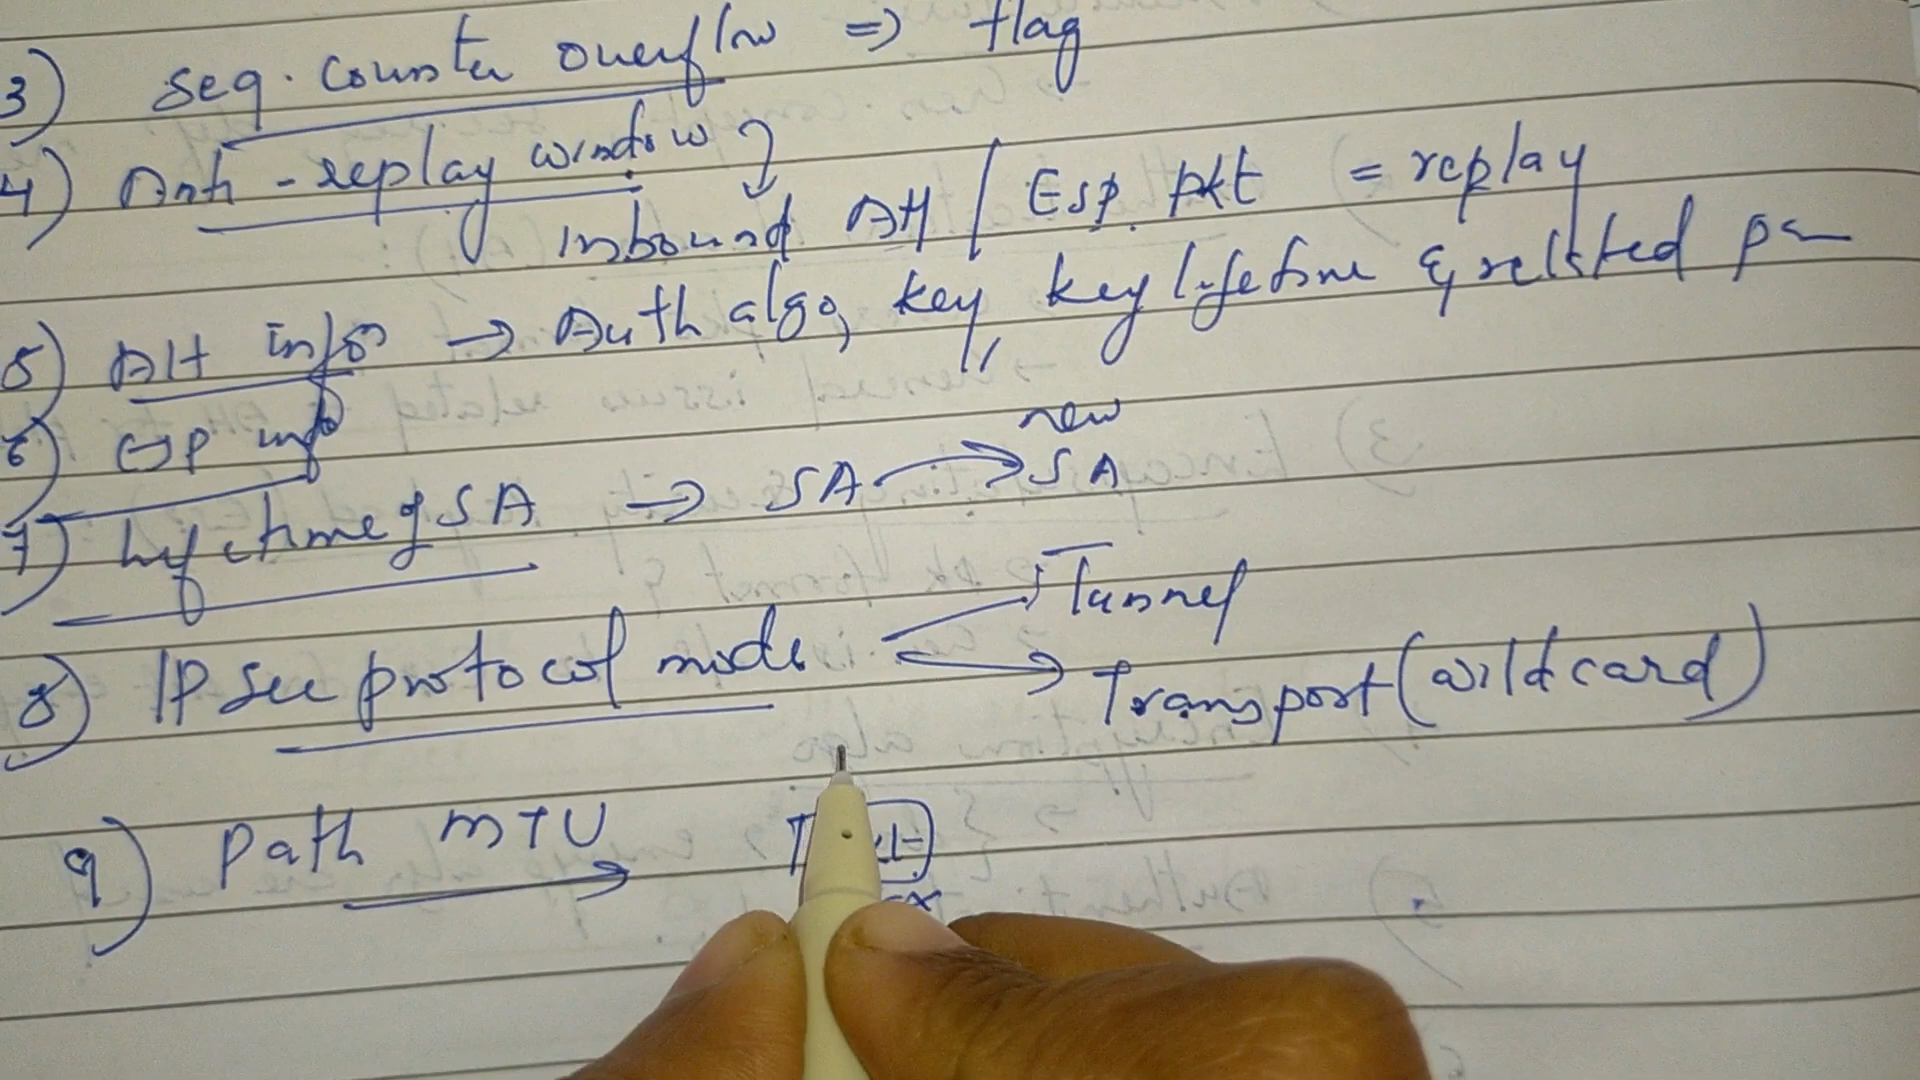 3) Seq. Counter overflow => flag
4) Anti-replay window
inbound AH / ESP pkt = replay
5) AH info → Auth algo, key, key lifetime & related
6) ESP info
7) Lifetime of SA → SA → new SA
8) IPSec protocol mode → Tunnel
→ Transport (wildcard)
9) Path MTU →